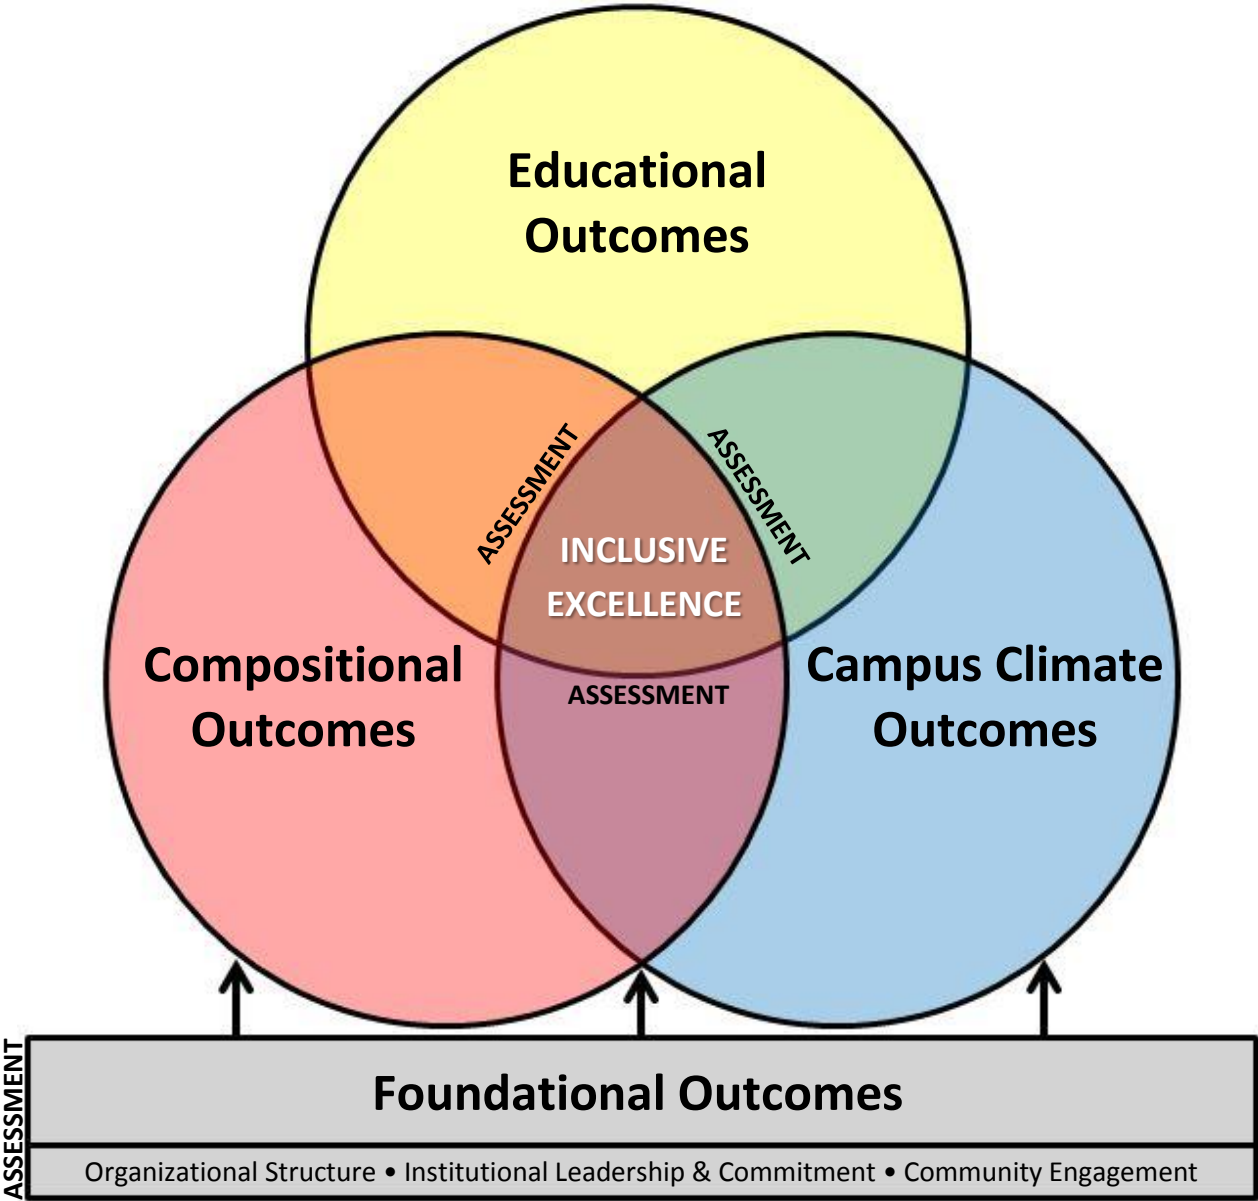 Educational
Outcomes
ASSESSMENT
ASSESSMENT
INCLUSIVE
EXCELLENCE
Compositional
Outcomes
ASSESSMENT
Campus Climate
Outcomes
ASSESSMENT
Foundational Outcomes
Organizational Structure • Institutional Leadership & Commitment • Community Engagement